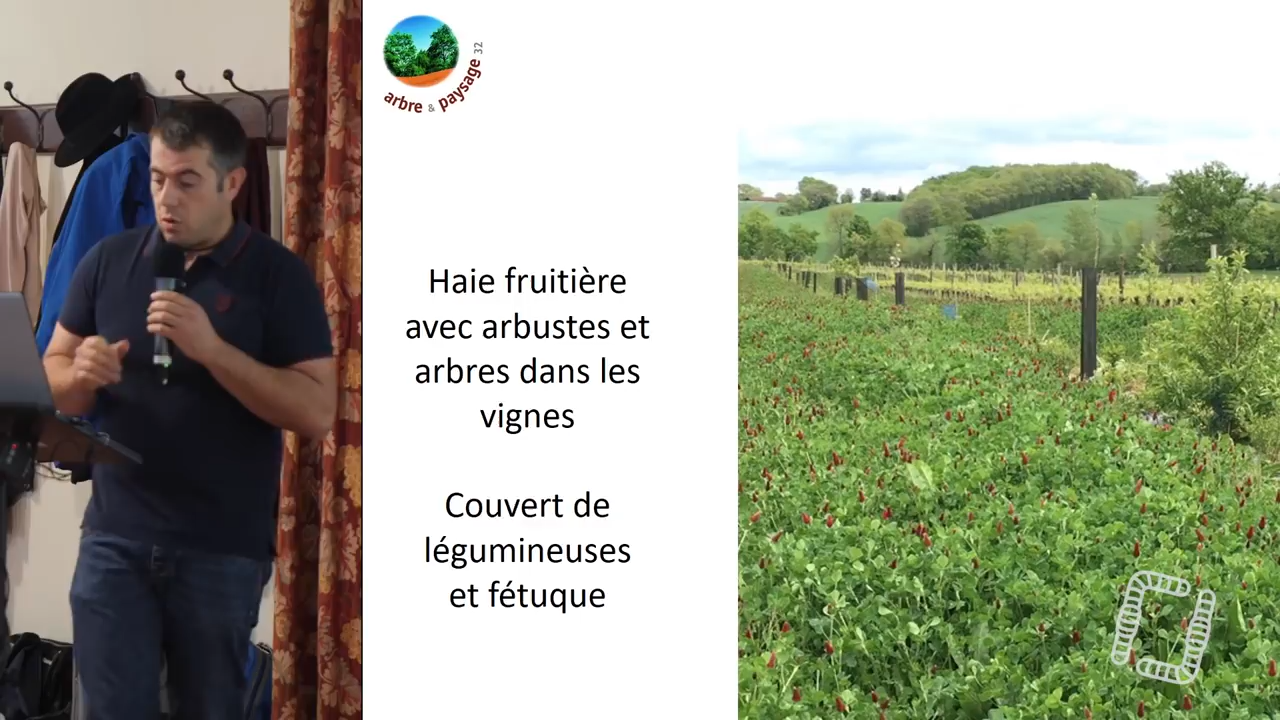 arbre & paysage 32
Haie fruitière
avec arbustes et
arbres dans les
vignes
Couvert de
légumineuses
et fétuque